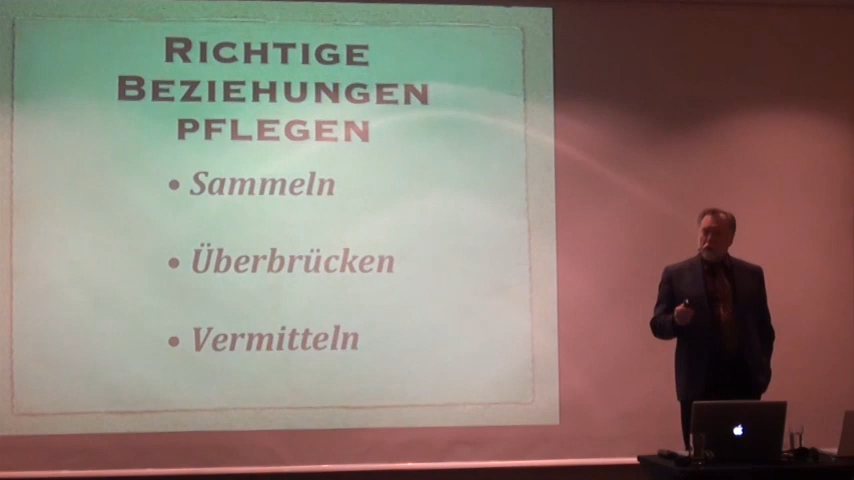 RICHTIGE
BEZIEHUNGEN
PFLEGEN
• Sammeln
• Überbrücken
• Vermitteln